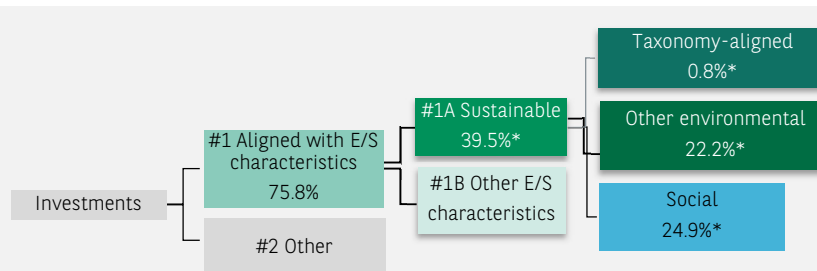 Investments
#1 Aligned with E/S
characteristics
75.8%
#2 Other
#1A Sustainable
39.5%*
#1B Other E/S
characteristics
Taxonomy-aligned
0.8%*
Other environmental
22.2%*
Social
24.9%*